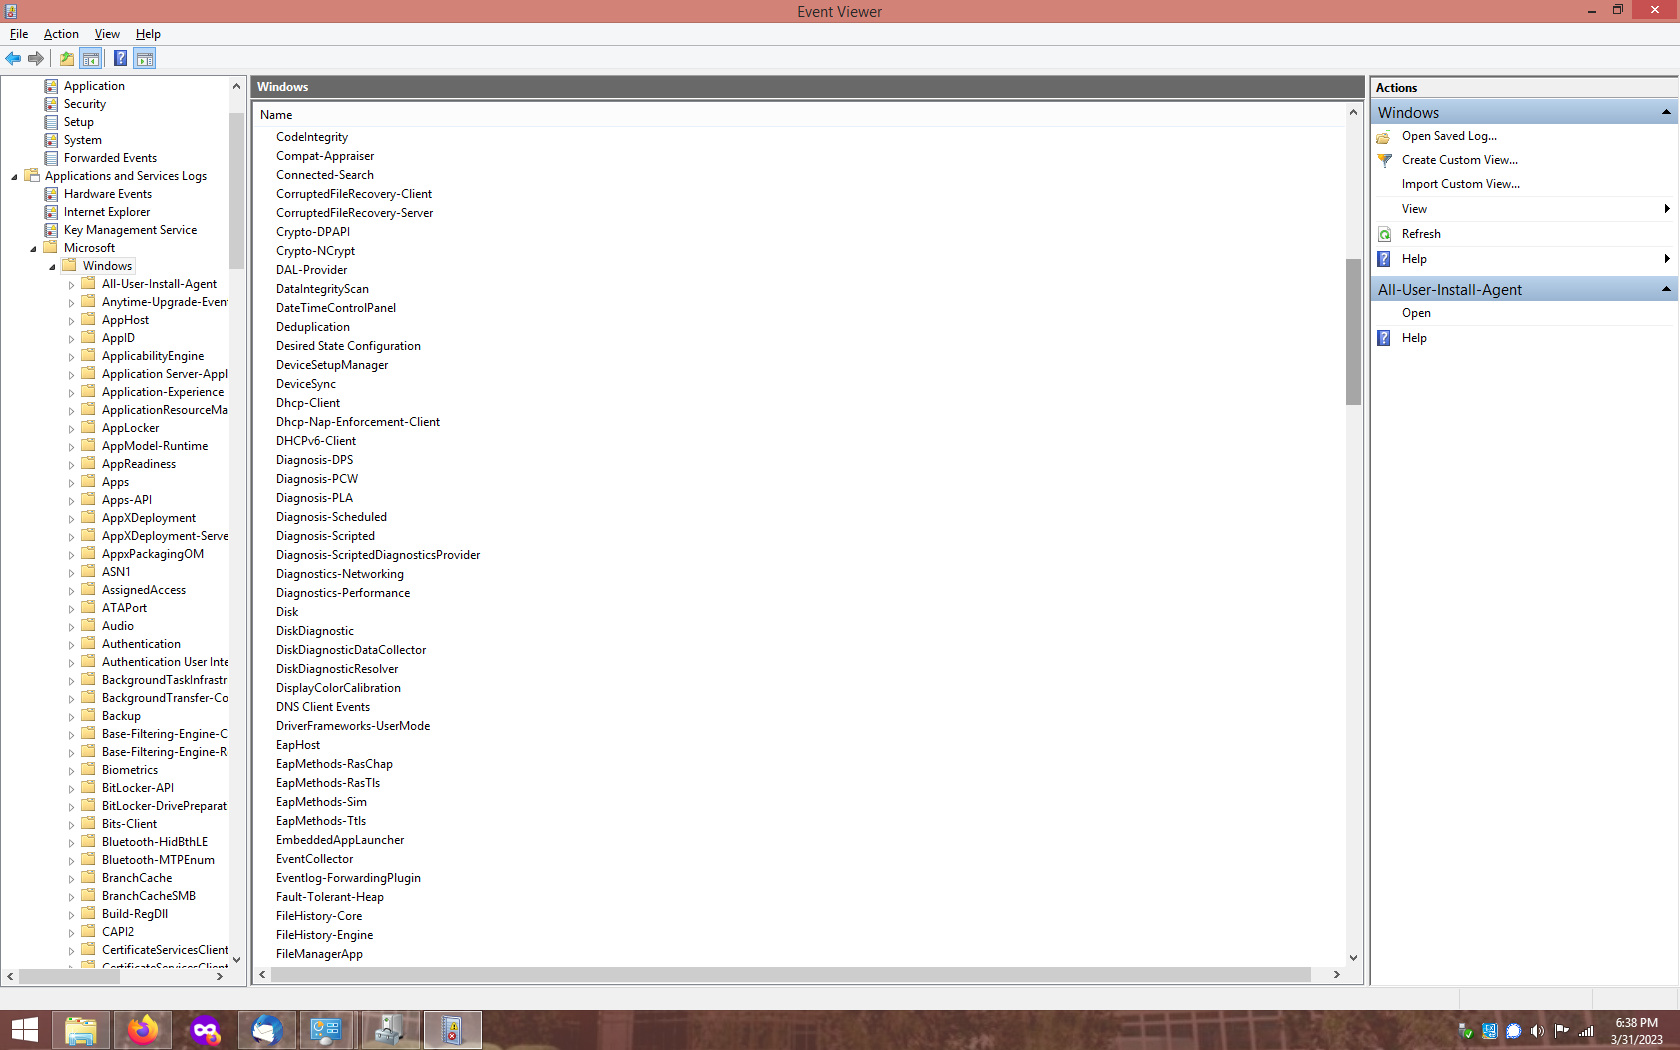 Event Viewer
File Action View Help
Application
Security
Setup
System
Forwarded Events
Applications and Services Logs
Hardware Events
Internet Explorer
Key Management Service
Microsoft
Windows
All-User-Install-Agent
Anytime-Upgrade-Even
AppHost
AppID
ApplicabilityEngine
Application Server-Appl
Application-Experience
ApplicationResourceMa
AppLocker
AppModel-Runtime
AppReadiness
Apps
Apps-API
AppXDeployment
AppXDeployment-Serve
AppxPackagingOM
ASN1
AssignedAccess
ATAPort
Audio
Authentication
Authentication User Inte
BackgroundTaskInfrastr
BackgroundTransfer-Co
Backup
Base-Filtering-Engine-C
Base-Filtering-Engine-R
Biometrics
BitLocker-API
BitLocker-DrivePreparat
Bits-Client
Bluetooth-HidBthLE
Bluetooth-MTPEnum
BranchCache
BranchCacheSMB
Build-RegDll
CAPI2
CertificateServicesClient
CertificateServicesClient
Windows
Name
CodeIntegrity
Compat-Appraiser
Connected-Search
CorruptedFileRecovery-Client
CorruptedFileRecovery-Server
Crypto-DPAPI
Crypto-NCrypt
DAL-Provider
DataIntegrityScan
DateTimeControlPanel
Deduplication
Desired State Configuration
DeviceSetupManager
DeviceSync
Dhcp-Client
Dhcp-Nap-Enforcement-Client
DHCPv6-Client
Diagnosis-DPS
Diagnosis-PCW
Diagnosis-PLA
Diagnosis-Scheduled
Diagnosis-Scripted
Diagnosis-ScriptedDiagnosticsProvider
Diagnostics-Networking
Diagnostics-Performance
Disk
DiskDiagnostic
DiskDiagnosticDataCollector
DiskDiagnosticResolver
DisplayColorCalibration
DNS Client Events
DriverFrameworks-UserMode
EapHost
EapMethods-RasChap
EapMethods-RasTls
EapMethods-Sim
EapMethods-Ttls
EmbeddedAppLauncher
EventCollector
Eventlog-ForwardingPlugin
Fault-Tolerant-Heap
FileHistory-Core
FileHistory-Engine
FileManagerApp
Actions
Windows
Open Saved Log...
Create Custom View...
Import Custom View...
View
Refresh
Help
All-User-Install-Agent
Open
Help
6:38 PM
3/31/2023